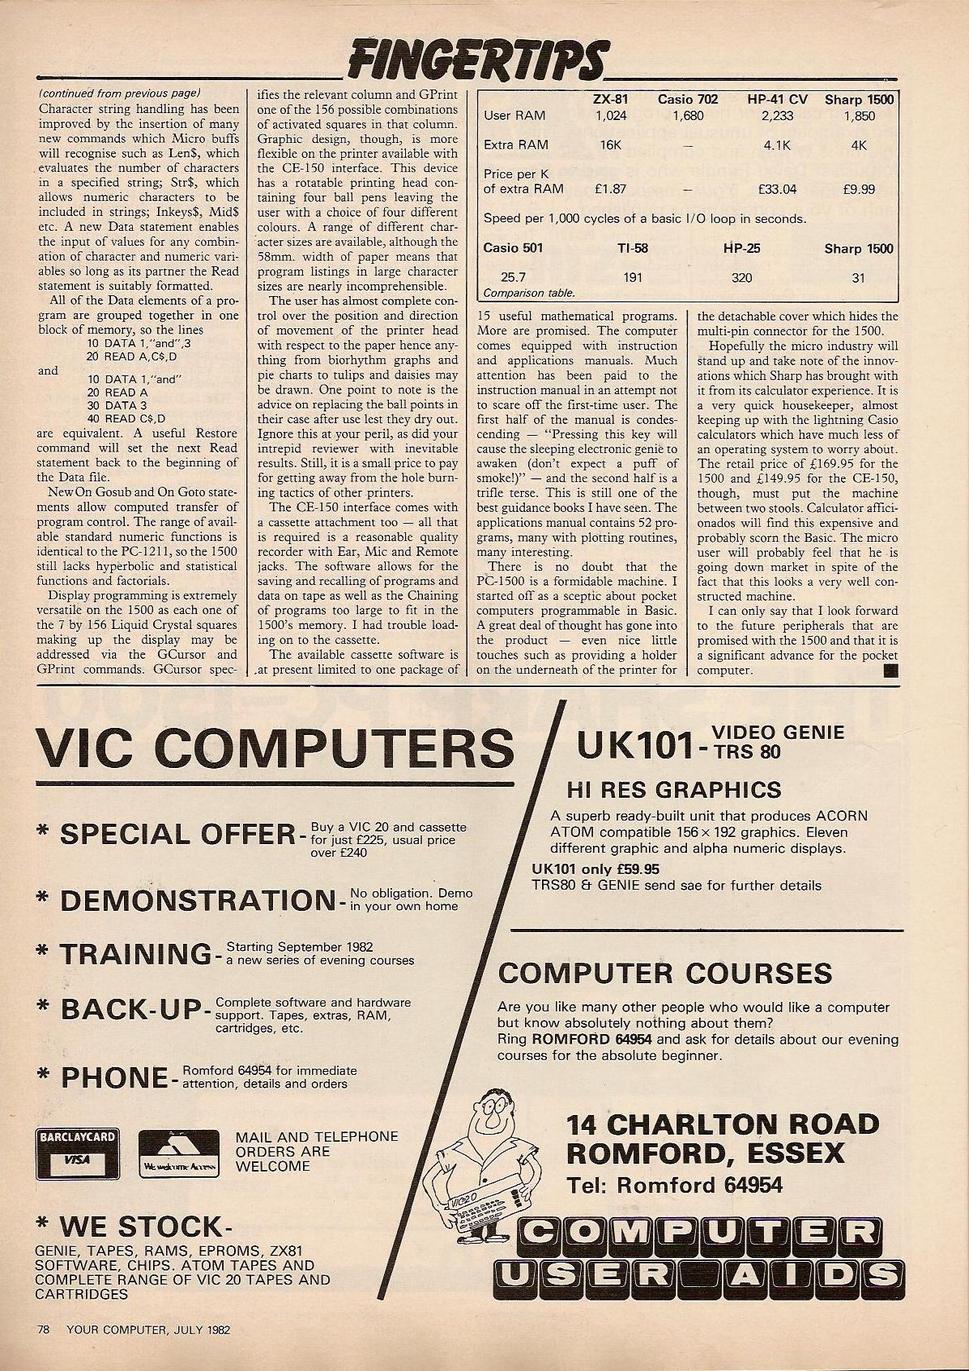 FINGERTIPS
(continued from previous page)
Character string handling has been
improved by the insertion of many
new commands which Micro buffs
will recognise such as Len$, which
evaluates the number of characters
in a specified string; Str$, which
allows numeric characters to be
included in strings; Inkeys$, Mid$
etc. A new Data statement enables
the input of values for any combin-
ation of character and numeric vari-
ables so long as its partner the Read
statement is suitably formatted.
All of the Data elements of a pro-
gram are grouped together in one
block of memory, so the lines
10 DATA 1,"and",3
20 READ A,C$,D
and
10 DATA 1,"and"
20 READ A
30 DATA 3
40 READ C$,D
are equivalent. A useful Restore
command will set the next Read
statement back to the beginning of
the Data file.
New On Gosub and On Goto state-
ments allow computed transfer of
program control. The range of avail-
able standard numeric functions is
identical to the PC-1211, so the 1500
still lacks hyperbolic and statistical
functions and factorials.
Display programming is extremely
versatile on the 1500 as each one of
the 7 by 156 Liquid Crystal squares
making up the display may be
addressed via the GCursor and
GPrint commands. GCursor spec-
ifies the relevant column and GPrint
one of the 156 possible combinations
of activated squares in that column.
Graphic design, though, is more
flexible on the printer available with
the CE-150 interface. This device
has a rotatable printing head con-
taining four ball pens leaving the
user with a choice of four different
colours. A range of different char-
acter sizes are available, although the
58mm. width of paper means that
program listings in large character
sizes are nearly incomprehensible.
The user has almost complete con-
trol over the position and direction
of movement of the printer head
with respect to the paper hence any-
thing from biorhythm graphs and
pie charts to tulips and daisies may
be drawn. One point to note is the
advice on replacing the ball points in
their case after use lest they dry out.
Ignore this at your peril, as did your
intrepid reviewer with inevitable
results. Still, it is a small price to pay
for getting away from the hole burn-
ing tactics of other printers.
The CE-150 interface comes with
a cassette attachment too — all that
is required is a reasonable quality
recorder with Ear, Mic and Remote
jacks. The software allows for the
saving and recalling of programs and
data on tape as well as the Chaining
of programs too large to fit in the
1500's memory. I had trouble load-
ing on to the cassette.
The available cassette software is
at present limited to one package of
ZX-81 Casio 702 HP-41 CV Sharp 1500
User RAM 1,024 1,680 2,233 1,850
Extra RAM 16K — 4.1K 4K
Price per K
of extra RAM £1.87 — £33.04 £9.99
Speed per 1,000 cycles of a basic I/O loop in seconds.
Casio 501 TI-58 HP-25 Sharp 1500
25.7 191 320 31
Comparison table.
15 useful mathematical programs.
More are promised. The computer
comes equipped with instruction
and applications manuals. Much
attention has been paid to the
instruction manual in an attempt not
to scare off the first-time user. The
first half of the manual is condes-
cending — "Pressing this key will
cause the sleeping electronic genie to
awaken (don't expect a puff of
smoke!)" — and the second half is a
trifle terse. This is still one of the
best guidance books I have seen. The
applications manual contains 52 pro-
grams, many with plotting routines,
many interesting.
There is no doubt that the
PC-1500 is a formidable machine. I
started off as a sceptic about pocket
computers programmable in Basic.
A great deal of thought has gone into
the product — even nice little
touches such as providing a holder
on the underneath of the printer for
the detachable cover which hides the
multi-pin connector for the 1500.
Hopefully the micro industry will
stand up and take note of the innov-
ations which Sharp has brought with
it from its calculator experience. It is
a very quick housekeeper, almost
keeping up with the lightning Casio
calculators which have much less of
an operating system to worry about.
The retail price of £169.95 for the
1500 and £149.95 for the CE-150,
though, must put the machine
between two stools. Calculator affici-
onados will find this expensive and
probably scorn the Basic. The micro
user will probably feel that he is
going down market in spite of the
fact that this looks a very well con-
structed machine.
I can only say that I look forward
to the future peripherals that are
promised with the 1500 and that it is
a significant advance for the pocket
computer.
VIC COMPUTERS
* SPECIAL OFFER- Buy a VIC 20 and cassette
for just £225, usual price
over £240
* DEMONSTRATION- No obligation. Demo
in your own home
* TRAINING- Starting September 1982
a new series of evening courses
* BACK-UP- Complete software and hardware
support. Tapes, extras, RAM,
cartridges, etc.
* PHONE- Romford 64954 for immediate
attention, details and orders
BARCLAYCARD
VISA
We welcome Access
MAIL AND TELEPHONE
ORDERS ARE
WELCOME
* WE STOCK-
GENIE, TAPES, RAMS, EPROMS, ZX81
SOFTWARE, CHIPS. ATOM TAPES AND
COMPLETE RANGE OF VIC 20 TAPES AND
CARTRIDGES
UK101- VIDEO GENIE
TRS 80
HI RES GRAPHICS
A superb ready-built unit that produces ACORN
ATOM compatible 156 × 192 graphics. Eleven
different graphic and alpha numeric displays.
UK101 only £59.95
TRS80 & GENIE send sae for further details
COMPUTER COURSES
Are you like many other people who would like a computer
but know absolutely nothing about them?
Ring ROMFORD 64954 and ask for details about our evening
courses for the absolute beginner.
14 CHARLTON ROAD
ROMFORD, ESSEX
Tel: Romford 64954
VIC20
COMPUTER
USER AIDS
78 YOUR COMPUTER, JULY 1982